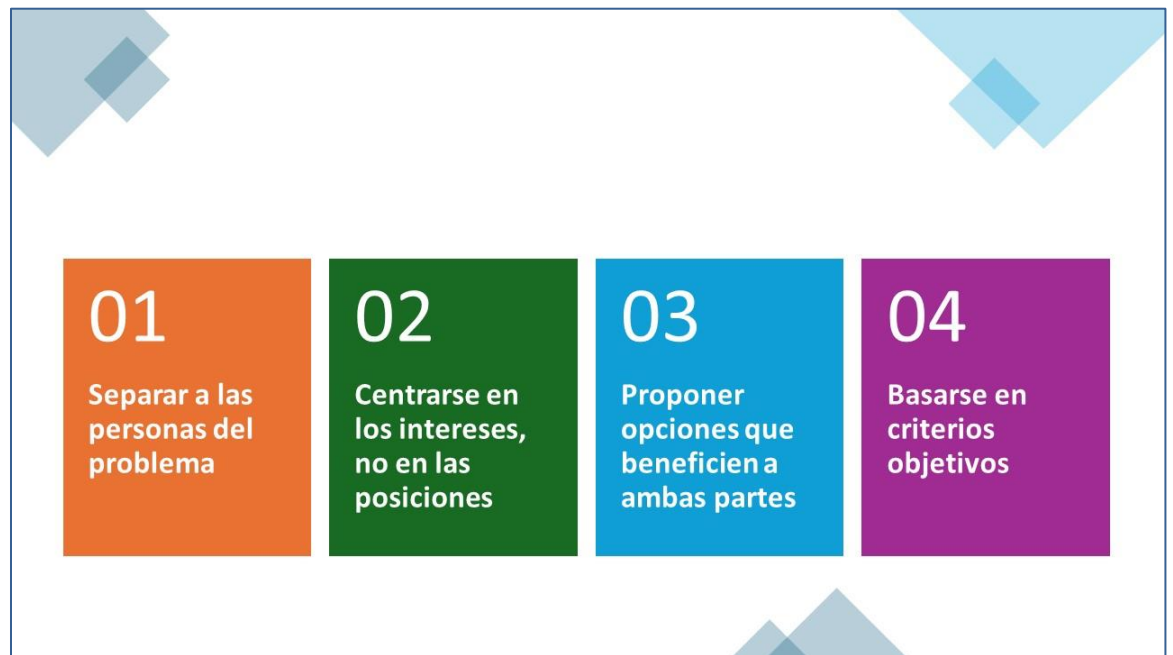 01
Separar a las
personas del
problema
02
Centrarse en
los intereses,
no en las
posiciones
03
Proponer
opciones que
beneficien a
ambas partes
04
Basarse en
criterios
objetivos